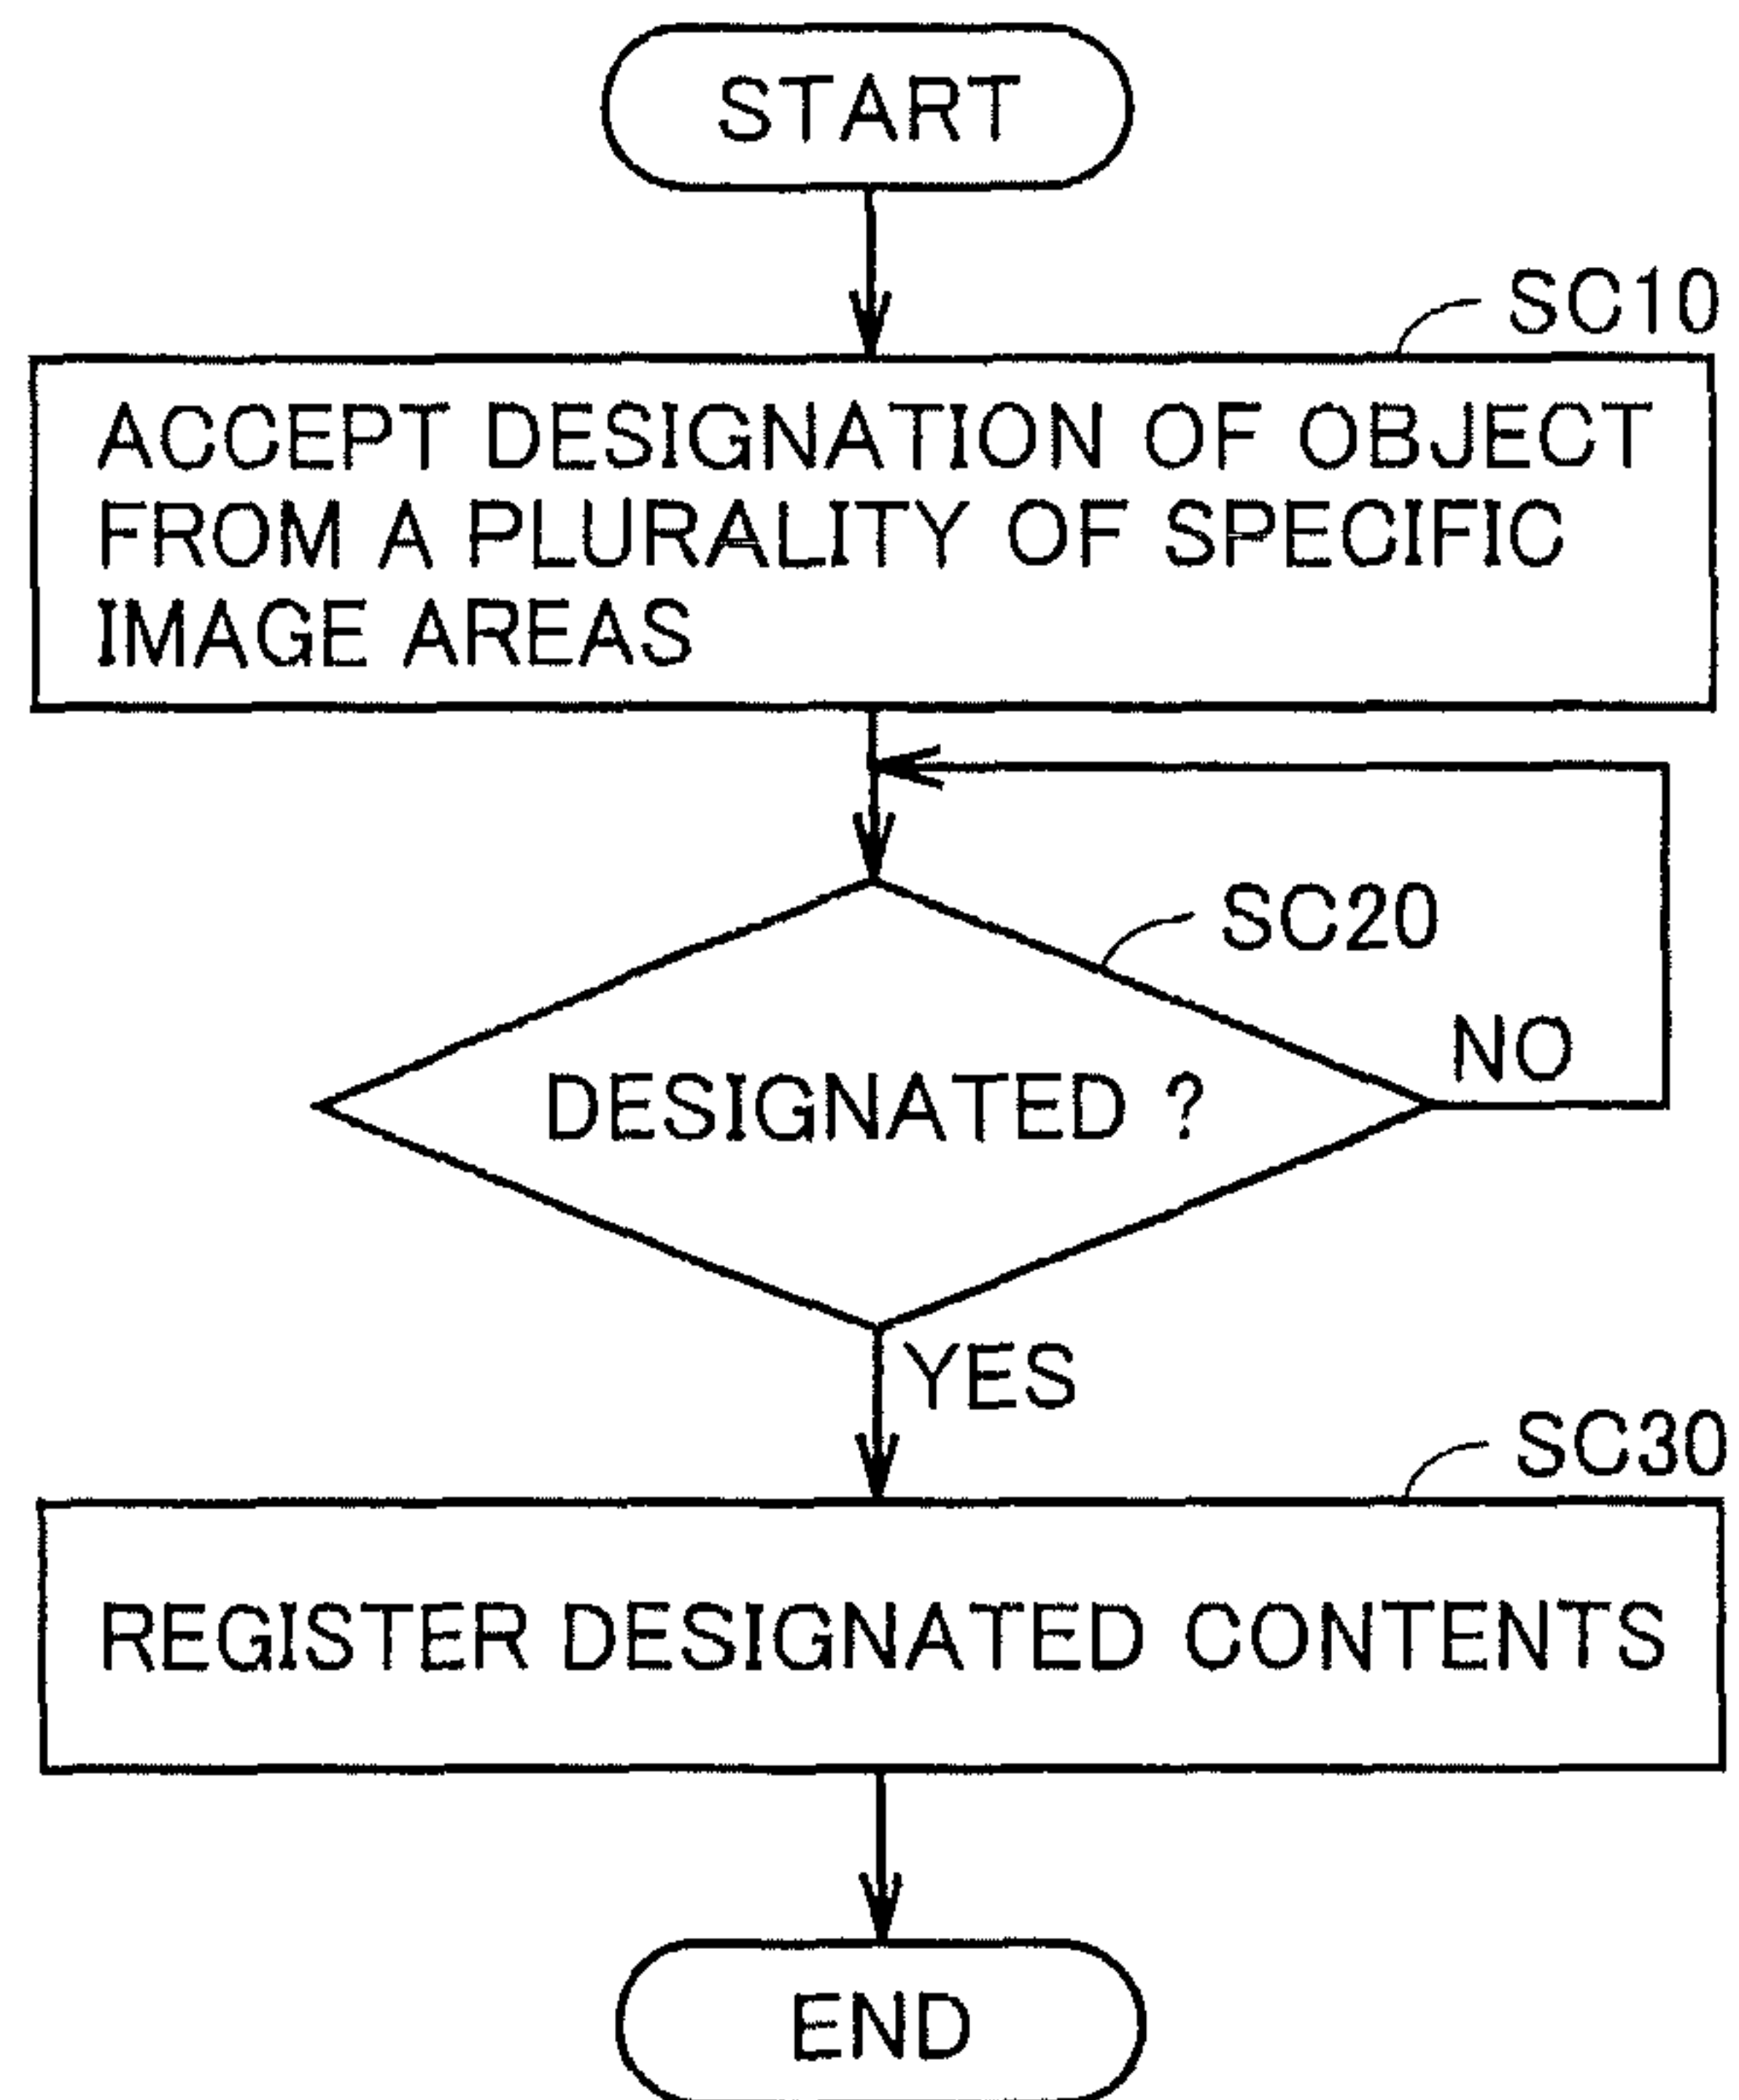 START
SC10
ACCEPT DESIGNATION OF OBJECT
FROM A PLURALITY OF SPECIFIC
IMAGE AREAS
SC20
NO
DESIGNATED ?
YES
SC30
REGISTER DESIGNATED CONTENTS
END